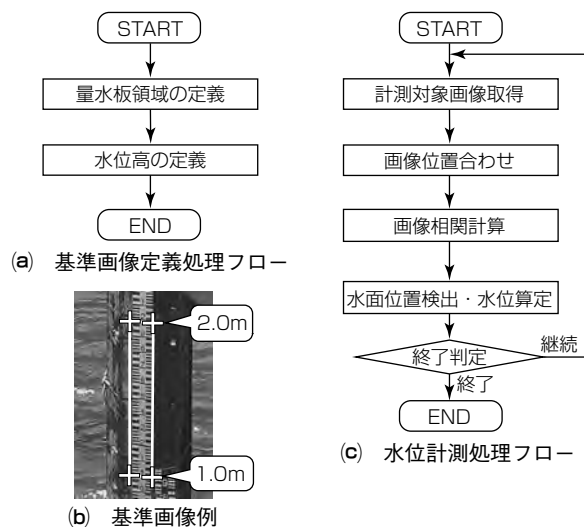 START
量水板領域の定義
水位高の定義
END
(a) 基準画像定義処理フロー
2.0m
1.0m
(b) 基準画像例
START
計測対象画像取得
画像位置合わせ
画像相関計算
水面位置検出・水位算定
終了判定
継続
終了
END
(c) 水位計測処理フロー